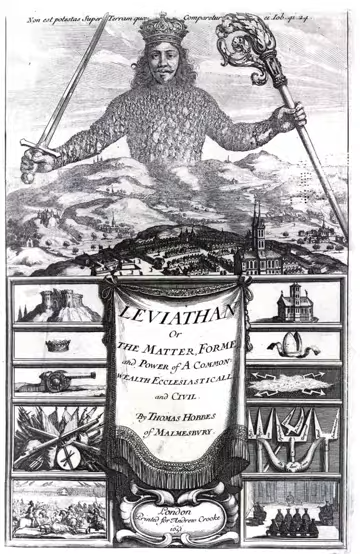 Non est potestas Super Terram quæ Comparetur ei Iob. 41. 24
LEVIATHAN
Or
THE MATTER, FORME
and POWER of A COMMON-
WEALTH ECCLESIASTICALL
and CIVIL.
By THOMAS HOBBES
of MALMESBURY.
London
Printed for Andrew Crooke